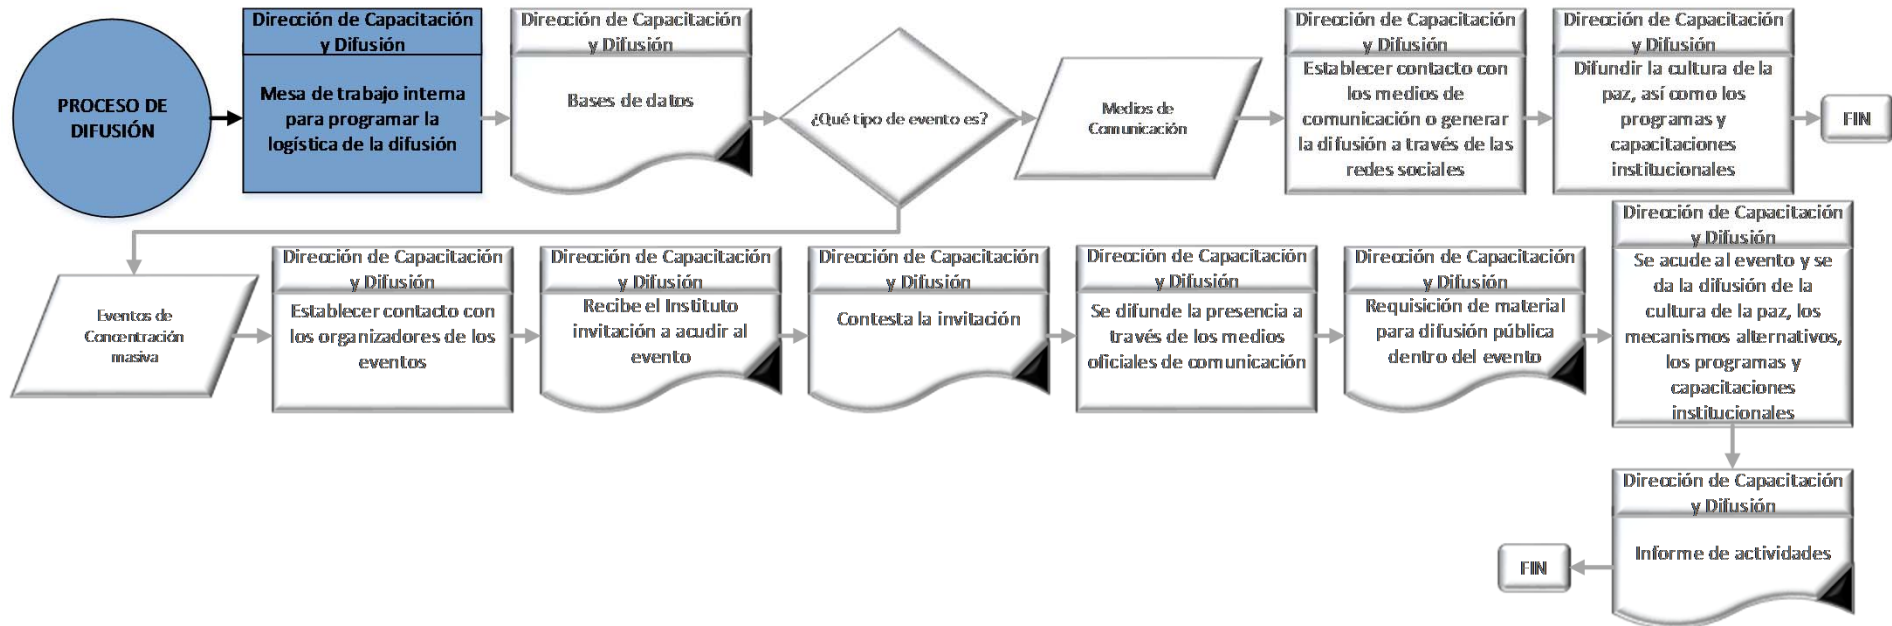 PROCESO DE
DIFUSIÓN
Dirección de Capacitación
y Difusión
Mesa de trabajo interna
para programar la
logística de la difusión
Dirección de Capacitación
y Difusión
Bases de datos
¿Qué tipo de evento es?
Medios de
Comunicación
Dirección de Capacitación
y Difusión
Establecer contacto con
los medios de
comunicación o generar
la difusión a través de las
redes sociales
Dirección de Capacitación
y Difusión
Difundir la cultura de la
paz, así como los
programas y
capacitaciones
institucionales
FIN
Eventos de
Concentración
masiva
Dirección de Capacitación
y Difusión
Establecer contacto con
los organizadores de los
eventos
Dirección de Capacitación
y Difusión
Recibe el Instituto
invitación a acudir al
evento
Dirección de Capacitación
y Difusión
Contesta la invitación
Dirección de Capacitación
y Difusión
Se difunde la presencia a
través de los medios
oficiales de comunicación
Dirección de Capacitación
y Difusión
Requisición de material
para difusión pública
dentro del evento
Dirección de Capacitación
y Difusión
Se acude al evento y se
da la difusión de la
cultura de la paz, los
mecanismos alternativos,
los programas y
capacitaciones
institucionales
Dirección de Capacitación
y Difusión
Informe de actividades
FIN